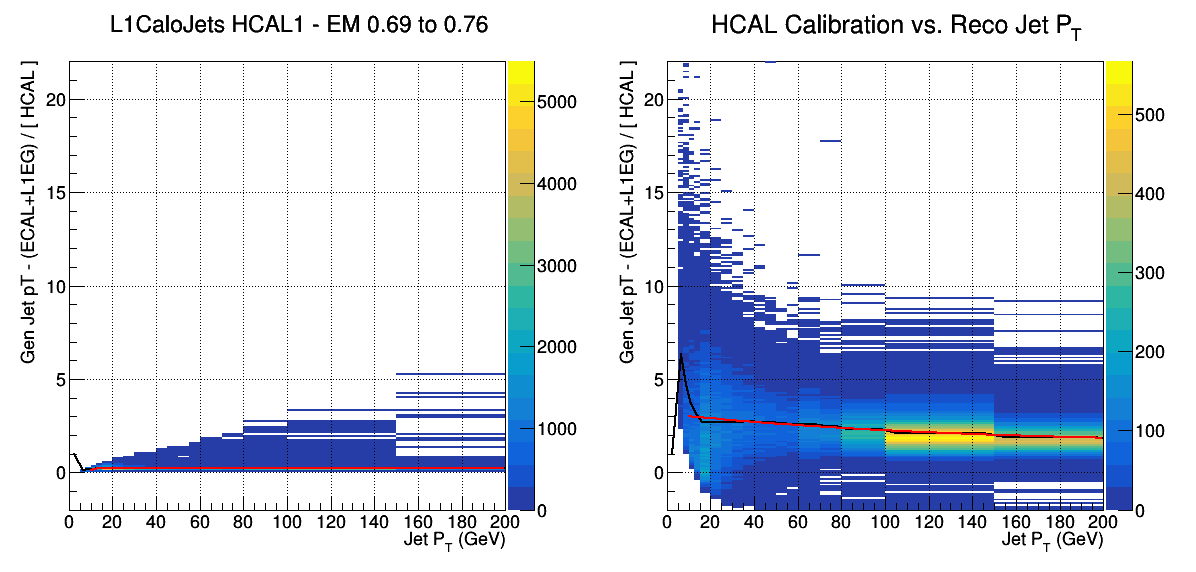 L1CaloJets HCAL1 - EM 0.69 to 0.76
Gen Jet pT - (ECAL+L1EG) / [ HCAL ]
20
15
10
5
0
0 20 40 60 80 100 120 140 160 180 200
Jet P_T (GeV)
5000
4000
3000
2000
1000
0
HCAL Calibration vs. Reco Jet P_T
Gen Jet pT - (ECAL+L1EG) / [ HCAL ]
20
15
10
5
0
0 20 40 60 80 100 120 140 160 180 200
Jet P_T (GeV)
500
400
300
200
100
0